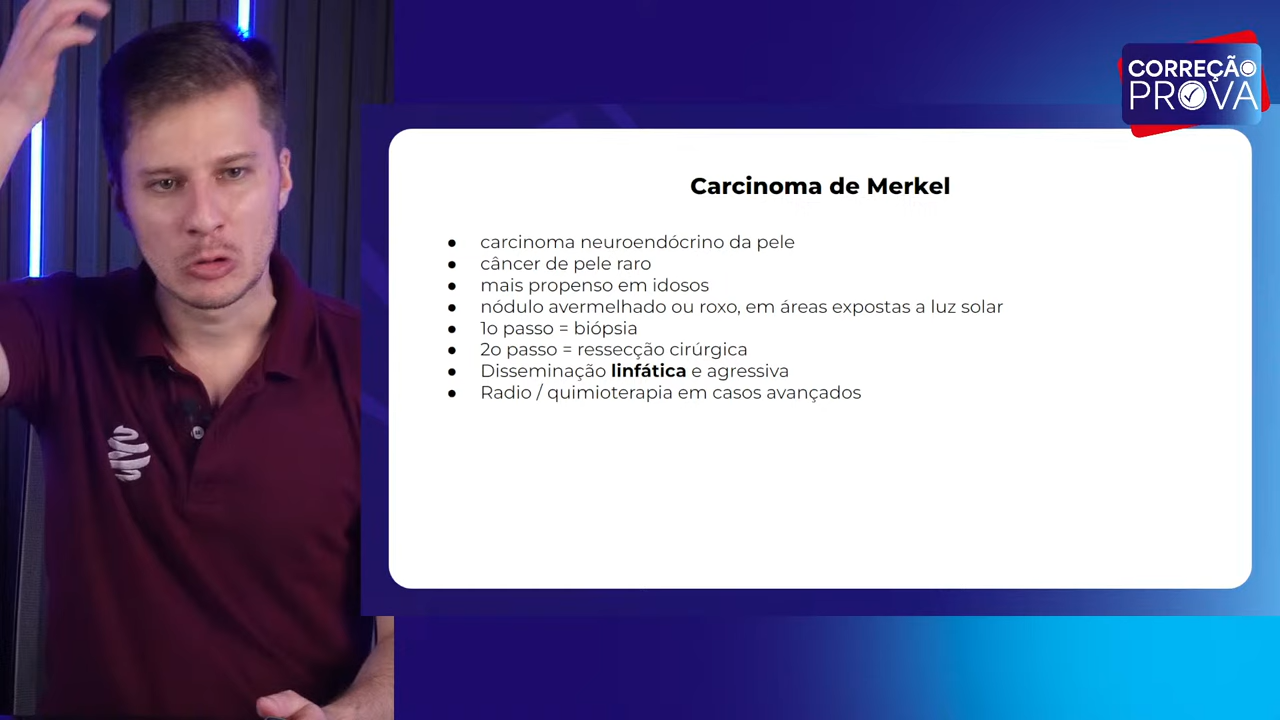 CORREÇÃO
PROVA
Carcinoma de Merkel
● carcinoma neuroendócrino da pele
● câncer de pele raro
● mais propenso em idosos
● nódulo avermelhado ou roxo, em áreas expostas a luz solar
● 1o passo = biópsia
● 2o passo = ressecção cirúrgica
● Disseminação linfática e agressiva
● Radio / quimioterapia em casos avançados